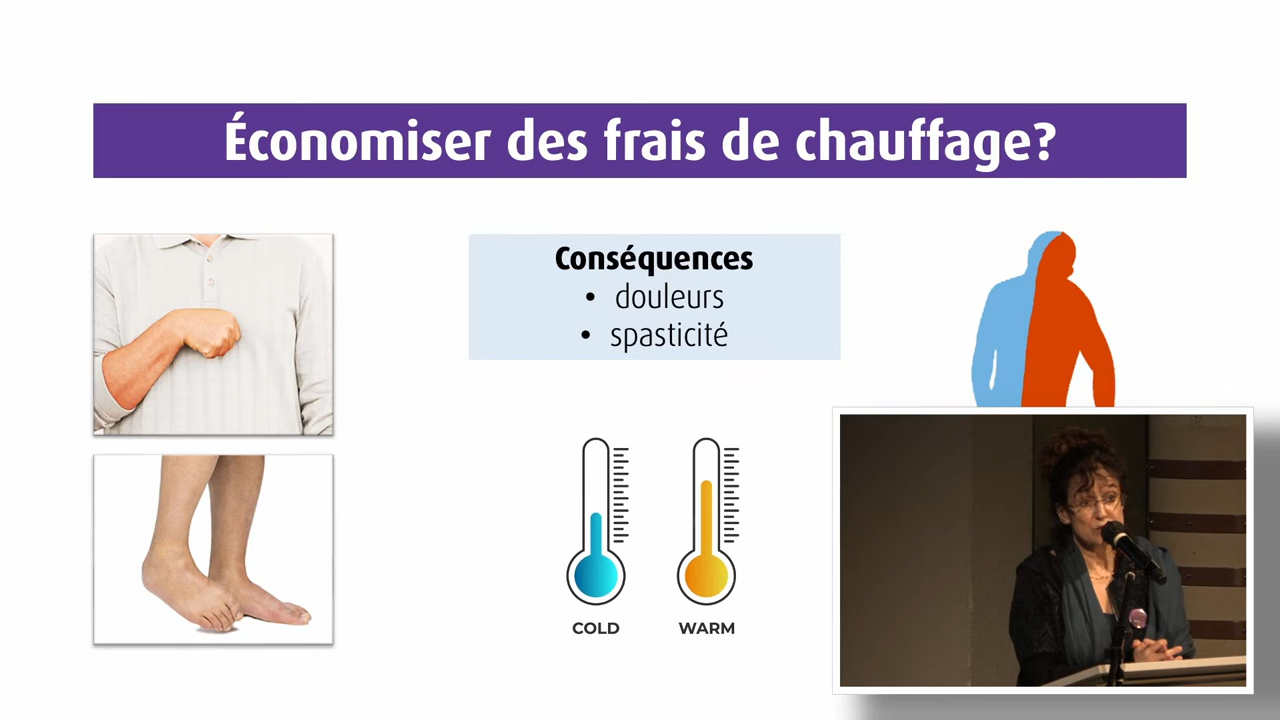 Économiser des frais de chauffage?
Conséquences
• douleurs
• spasticité
COLD
WARM